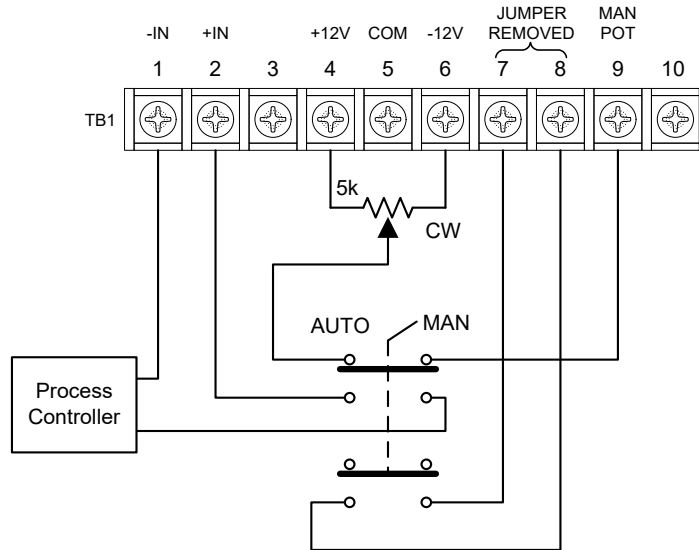 JUMPER MAN
-IN +IN +12V COM -12V REMOVED POT
1 2 3 4 5 6 7 8 9 10
TB1
5k
CW
AUTO MAN
Process
Controller